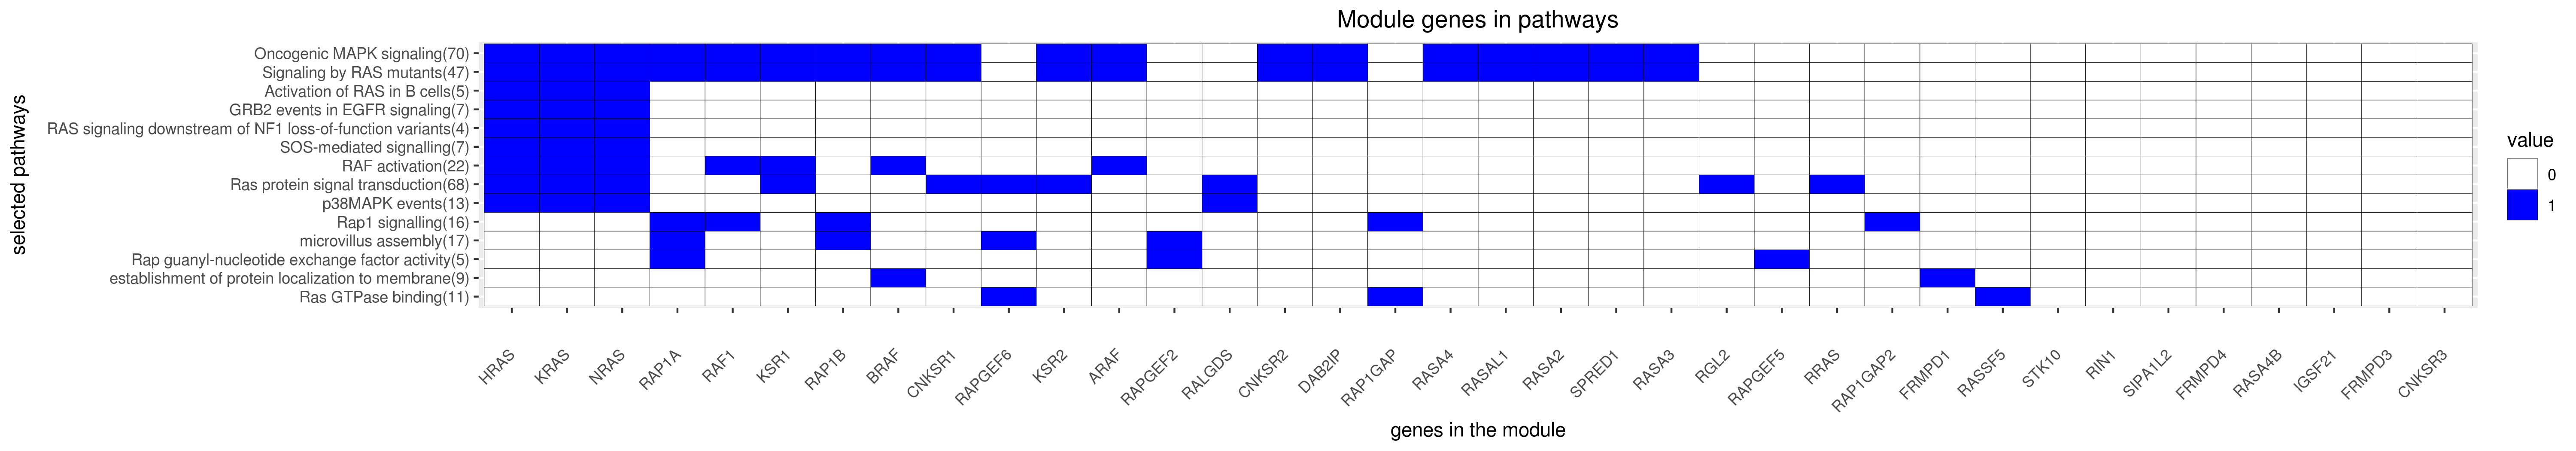 Module genes in pathways
selected pathways
Oncogenic MAPK signaling(70)
Signaling by RAS mutants(47)
Activation of RAS in B cells(5)
GRB2 events in EGFR signaling(7)
RAS signaling downstream of NF1 loss-of-function variants(4)
SOS-mediated signalling(7)
RAF activation(22)
Ras protein signal transduction(68)
p38MAPK events(13)
Rap1 signalling(16)
microvillus assembly(17)
Rap guanyl-nucleotide exchange factor activity(5)
establishment of protein localization to membrane(9)
Ras GTPase binding(11)
HRAS
KRAS
NRAS
RAP1A
RAF1
KSR1
RAP1B
BRAF
CNKSR1
RAPGEF6
KSR2
ARAF
RAPGEF2
RALGDS
CNKSR2
DAB2IP
RAP1GAP
RASA4
RASAL1
RASA2
SPRED1
RASA3
RGL2
RAPGEF5
RRAS
RAP1GAP2
FRMPD1
RASSF5
STK10
RIN1
SIPA1L2
FRMPD4
RASA4B
IGSF21
FRMPD3
CNKSR3
genes in the module
value
0
1